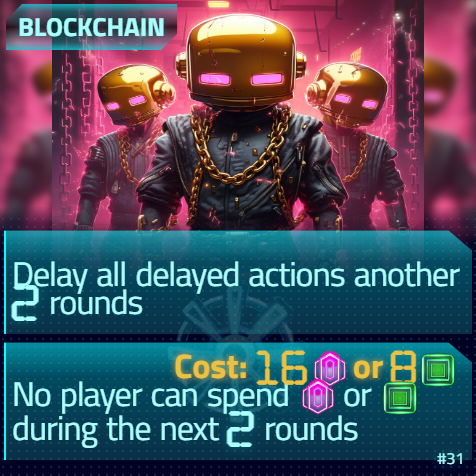 BLOCKCHAIN
Delay all delayed actions another
2 rounds
Cost: 16 or 8
No player can spend or
during the next 2 rounds
#31